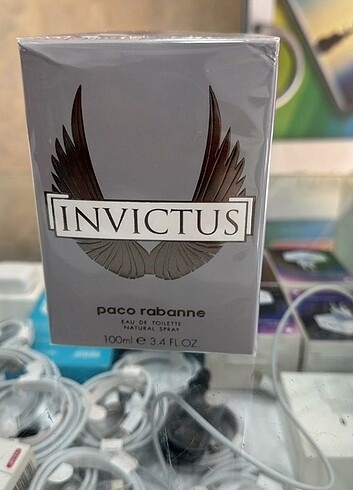 INVICTUS
paco rabanne
EAU DE TOILETTE
NATURAL SPRAY
100ml e 3.4 FL.OZ.